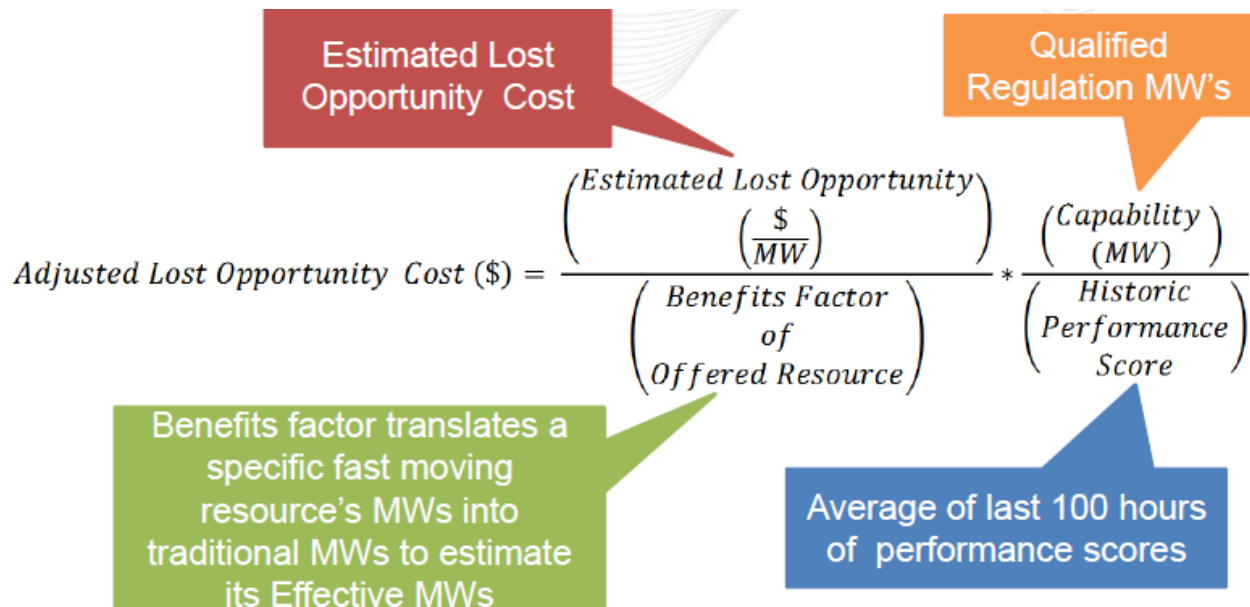 Estimated Lost
Opportunity Cost
Qualified
Regulation MW’s
Adjusted Lost Opportunity Cost ($) =
(Estimated Lost Opportunity
($/MW))
(Benefits Factor
of
Offered Resource)
*
(Capability
(MW))
(Historic
Performance
Score)
Benefits factor translates a
specific fast moving
resource’s MWs into
traditional MWs to estimate
its Effective MWs
Average of last 100 hours
of performance scores